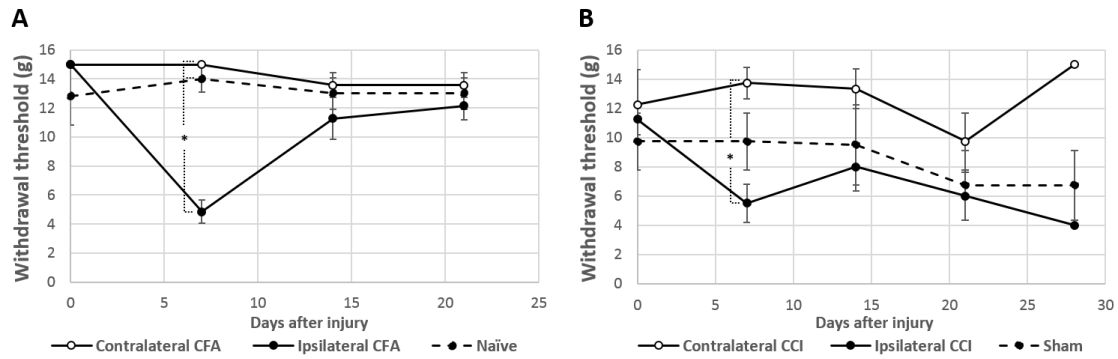 A
Withdrawal threshold (g)
16
14
12
10
8
6
4
2
0
*
0 5 10 15 20 25
Days after injury
Contralateral CFA Ipsilateral CFA Naïve
B
Withdrawal threshold (g)
16
14
12
10
8
6
4
2
0
*
0 5 10 15 20 25 30
Days after injury
Contralateral CCI Ipsilateral CCI Sham